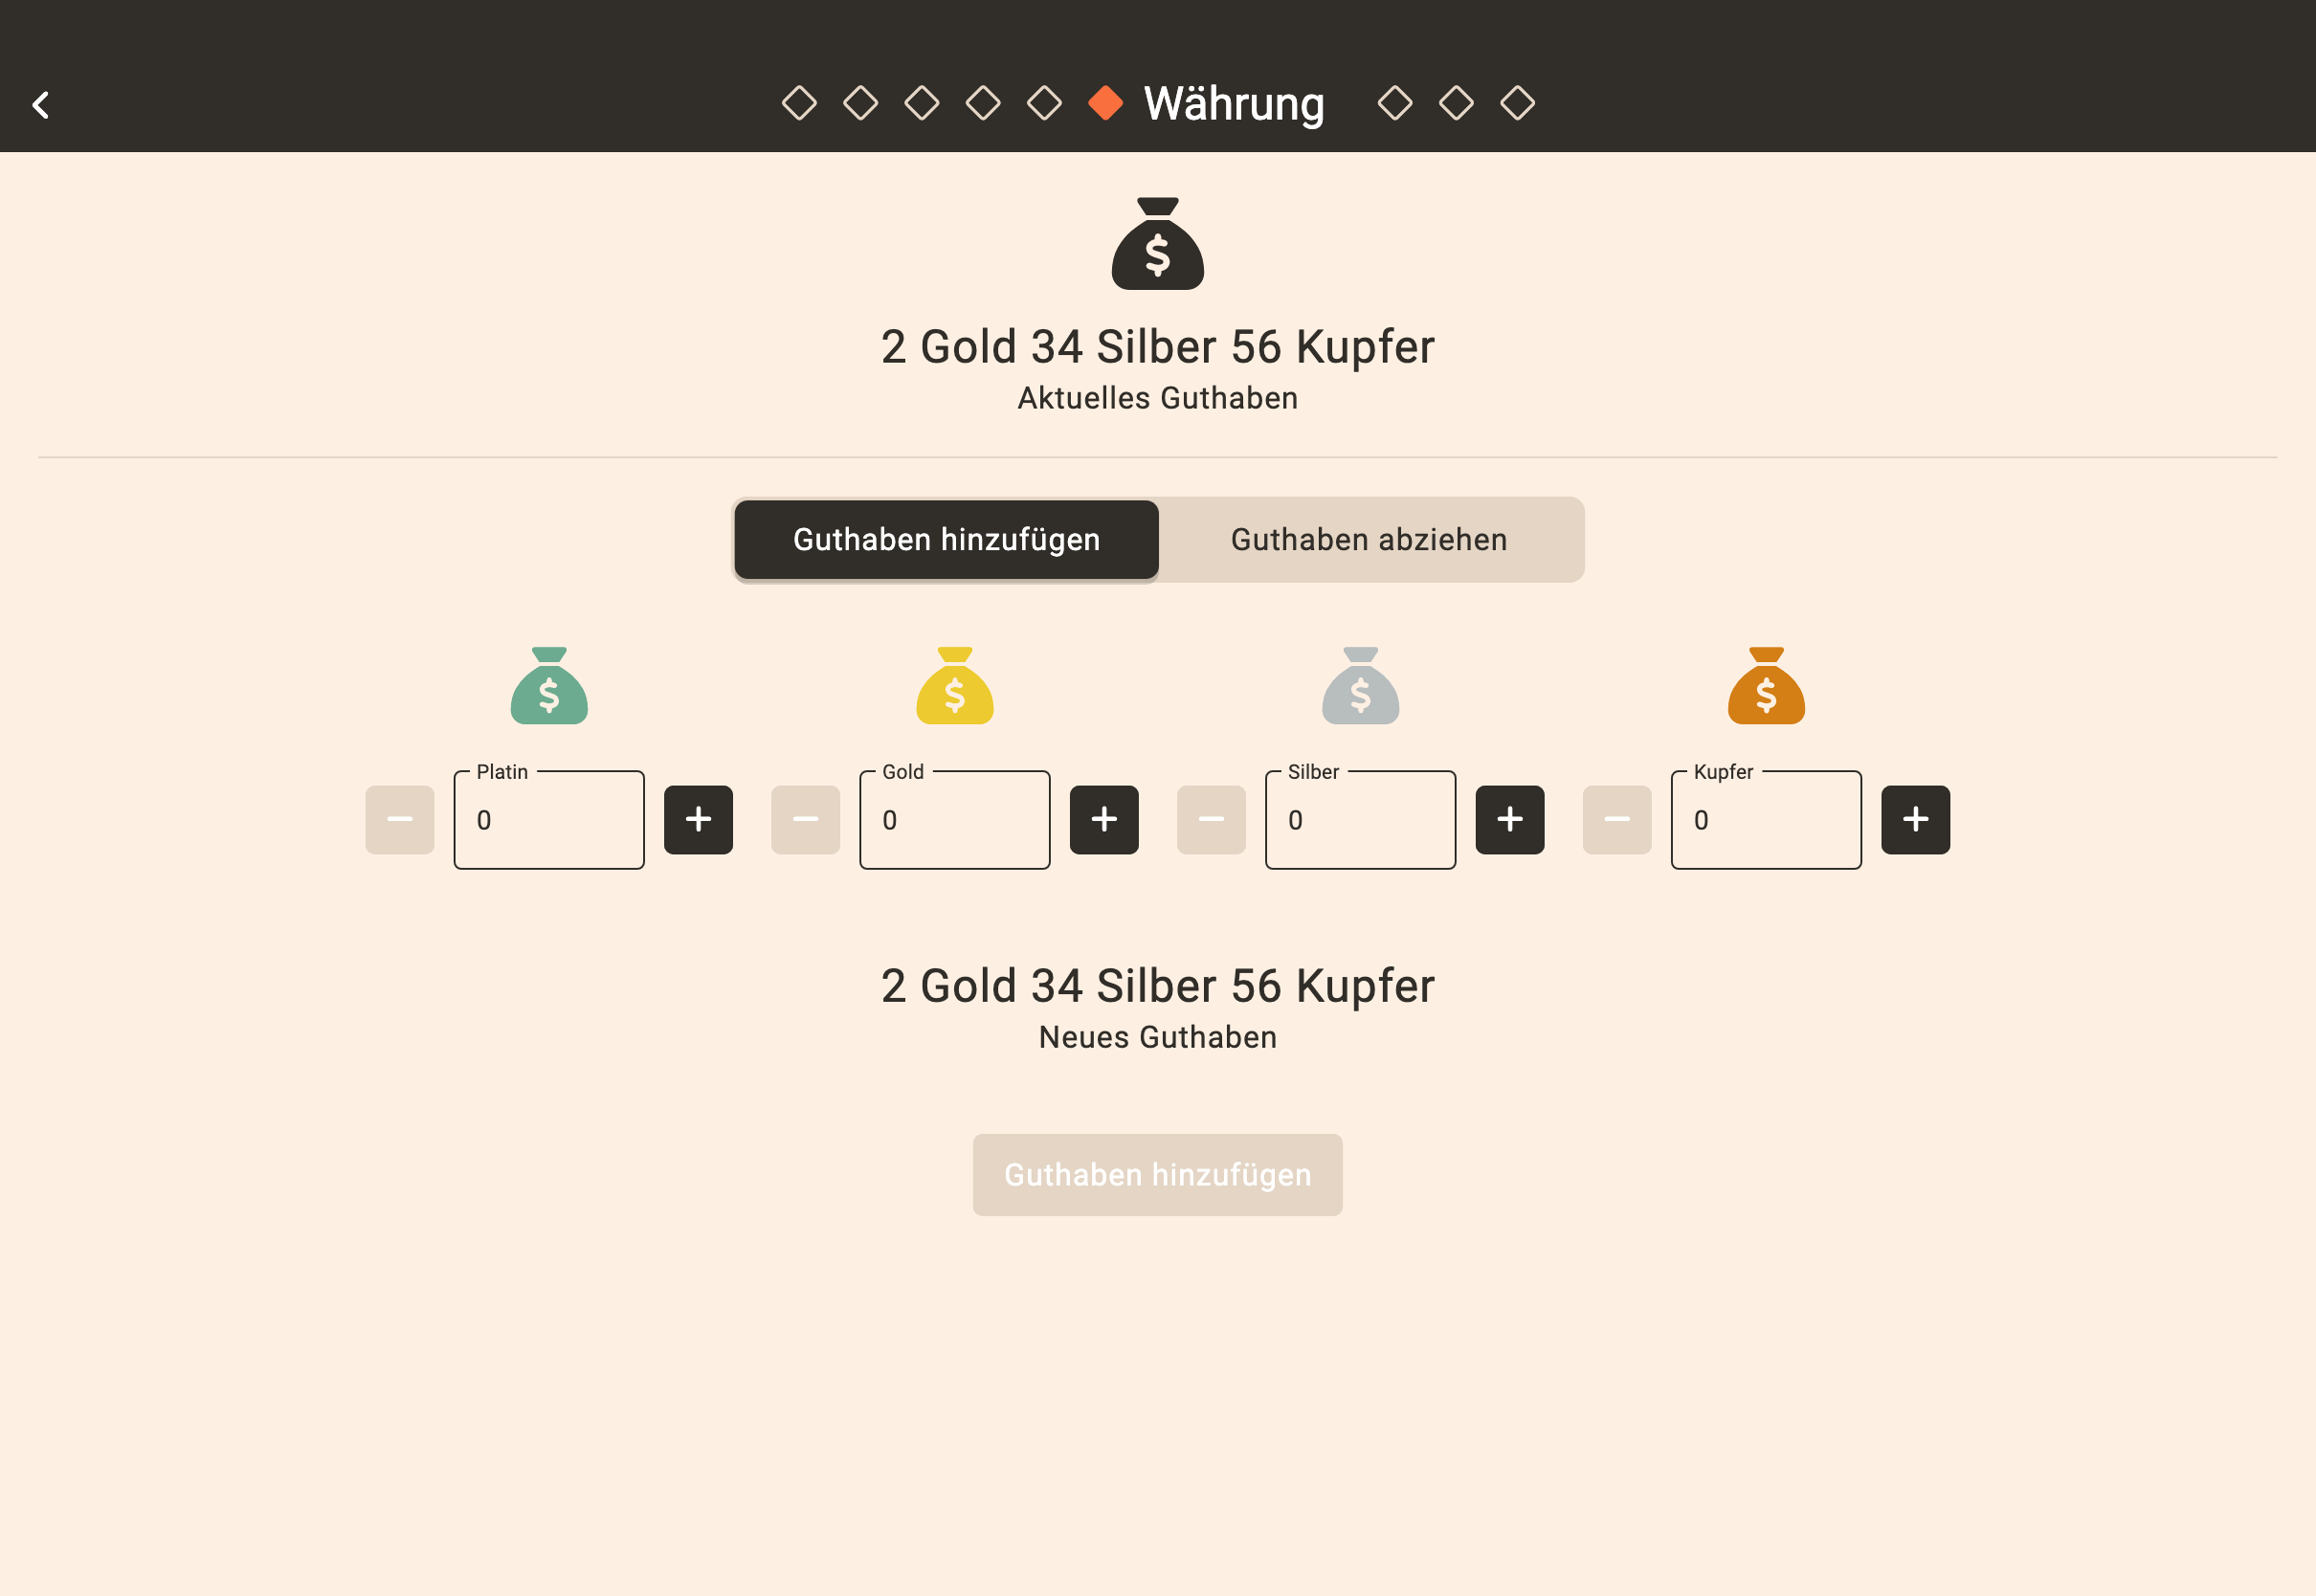 Währung
2 Gold 34 Silber 56 Kupfer
Aktuelles Guthaben
Guthaben hinzufügen Guthaben abziehen
Platin Gold Silber Kupfer
0 0 0 0
2 Gold 34 Silber 56 Kupfer
Neues Guthaben
Guthaben hinzufügen